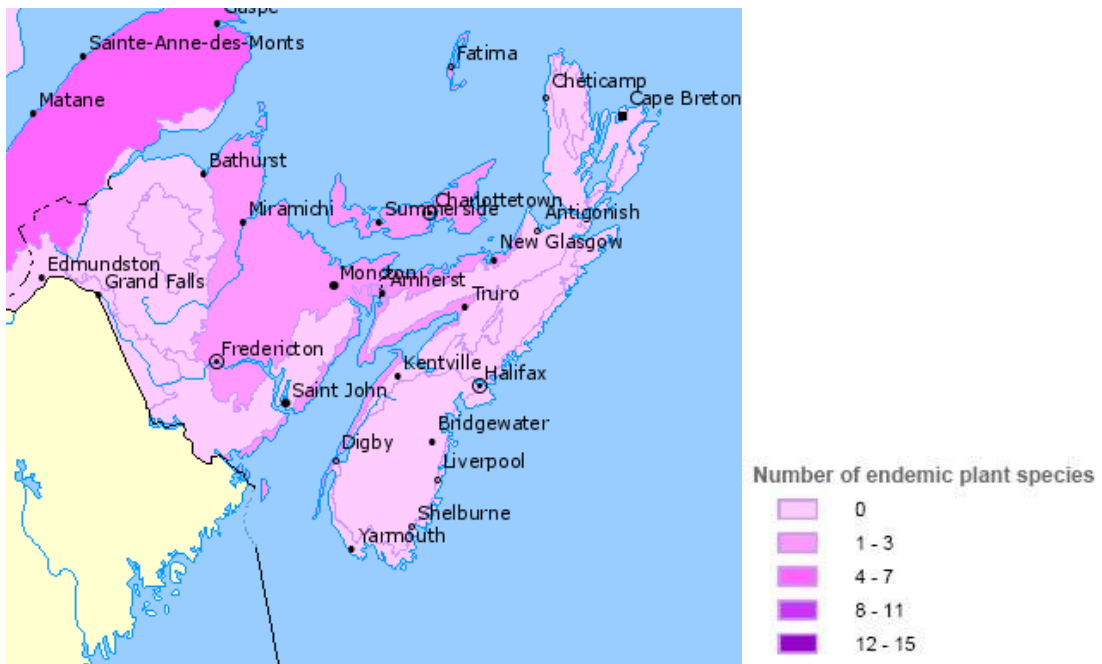 Gaspé
Sainte-Anne-des-Monts
Fatima
Chéticamp
Cape Breton
Matane
Bathurst
Charlottetown
Miramichi
Summerside
Antigonish
New Glasgow
Edmundston
Moncton
Grand Falls
Amherst
Truro
Fredericton
Kentville
Halifax
Saint John
Bridgewater
Digby
Liverpool
Shelburne
Yarmouth
Number of endemic plant species
0
1 - 3
4 - 7
8 - 11
12 - 15